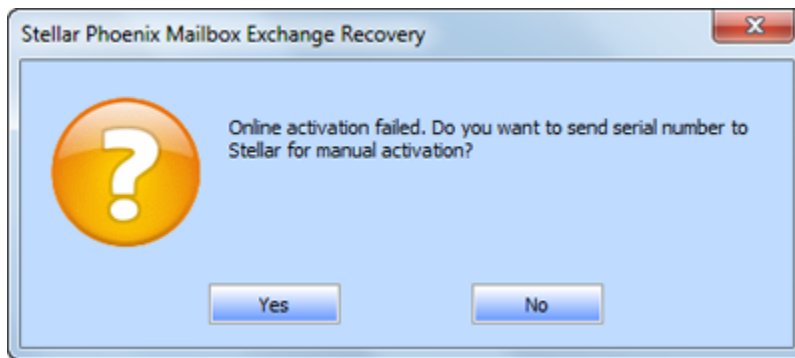 Stellar Phoenix Mailbox Exchange Recovery
Online activation failed. Do you want to send serial number to
Stellar for manual activation?
Yes
No